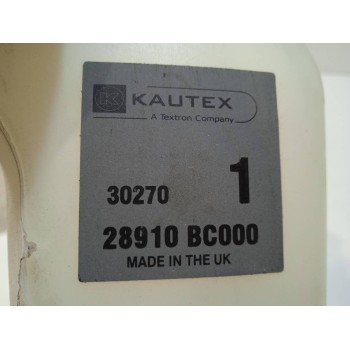 KAUTEX
A Textron Company
30270 1
28910 BC000
MADE IN THE UK